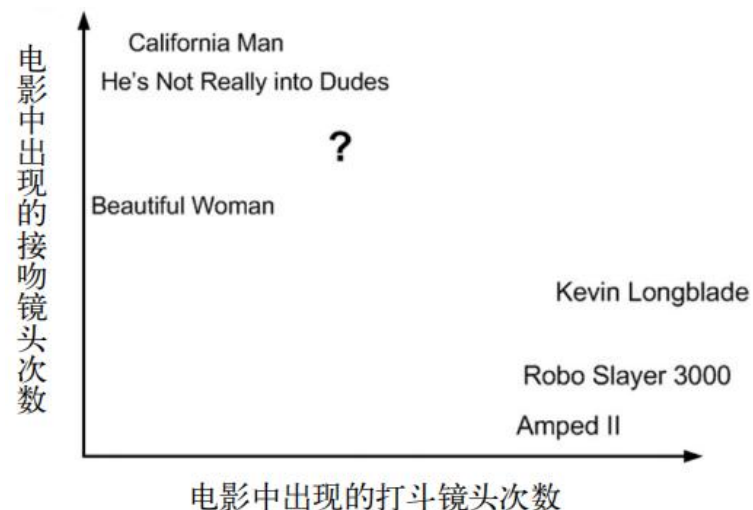 电影中出现的接吻镜头次数
California Man
He's Not Really into Dudes
?
Beautiful Woman
Kevin Longblade
Robo Slayer 3000
Amped II
电影中出现的打斗镜头次数